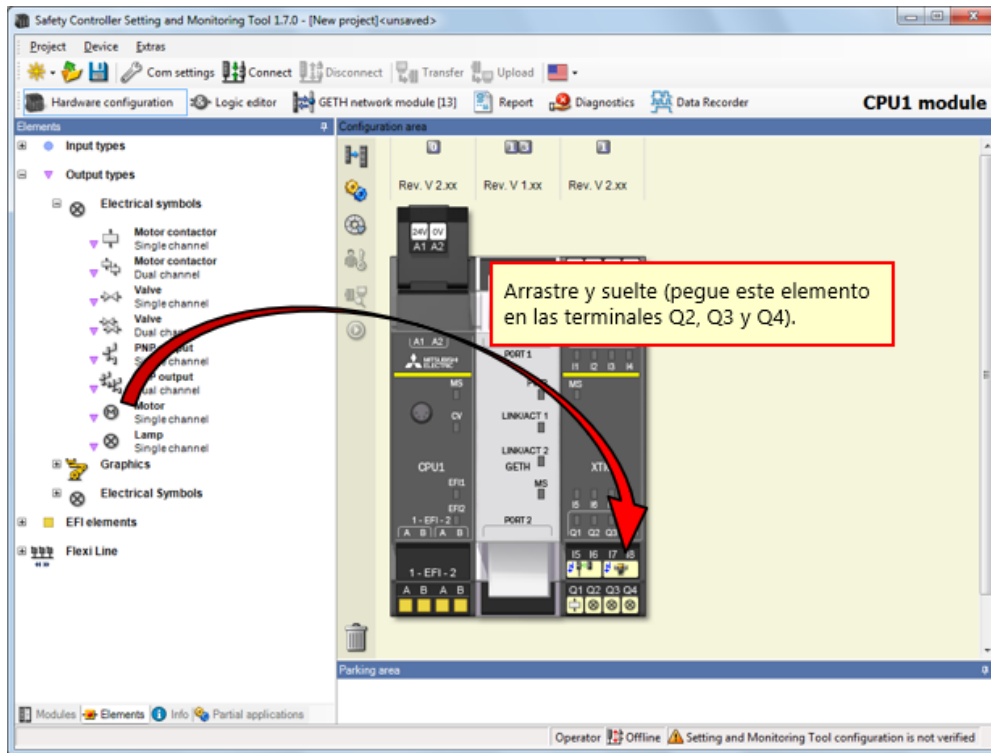 Safety Controller Setting and Monitoring Tool 1.7.0 - [New project]<unsaved>
Project Device Extras
Com settings Connect Disconnect Transfer Upload
Hardware configuration Logic editor GETH network module [13] Report Diagnostics Data Recorder CPU1 module
Elements
Input types
Output types
Electrical symbols
Motor contactor
Single channel
Motor contactor
Dual channel
Valve
Single channel
Valve
Dual channel
PNP
Single channel
output
channel
Motor
Single channel
Lamp
Single channel
Graphics
Electrical Symbols
EFI elements
Flexi Line
Modules Elements Info Partial applications
Configuration area
0 13 1
Rev. V 2.xx Rev. V 1.xx Rev. V 2.xx
24V 0V
A1 A2
Arrastre y suelte (pegue este elemento
en las terminales Q2, Q3 y Q4).
A1 A2
MITSUBISHI
ELECTRIC
PORT 1
I1 I2 I3 I4
MS
MS
CV
LINK/ACT 1
LINK/ACT 2
CPU1
GETH
EFI1
MS
EFI2
1 - EFI - 2
PORT 2
A B A B
Q1 Q2 Q3
I5 I6 I7 I8
1 - EFI - 2
A B A B
Q1 Q2 Q3 Q4
Parking area
Operator Offline Setting and Monitoring Tool configuration is not verified